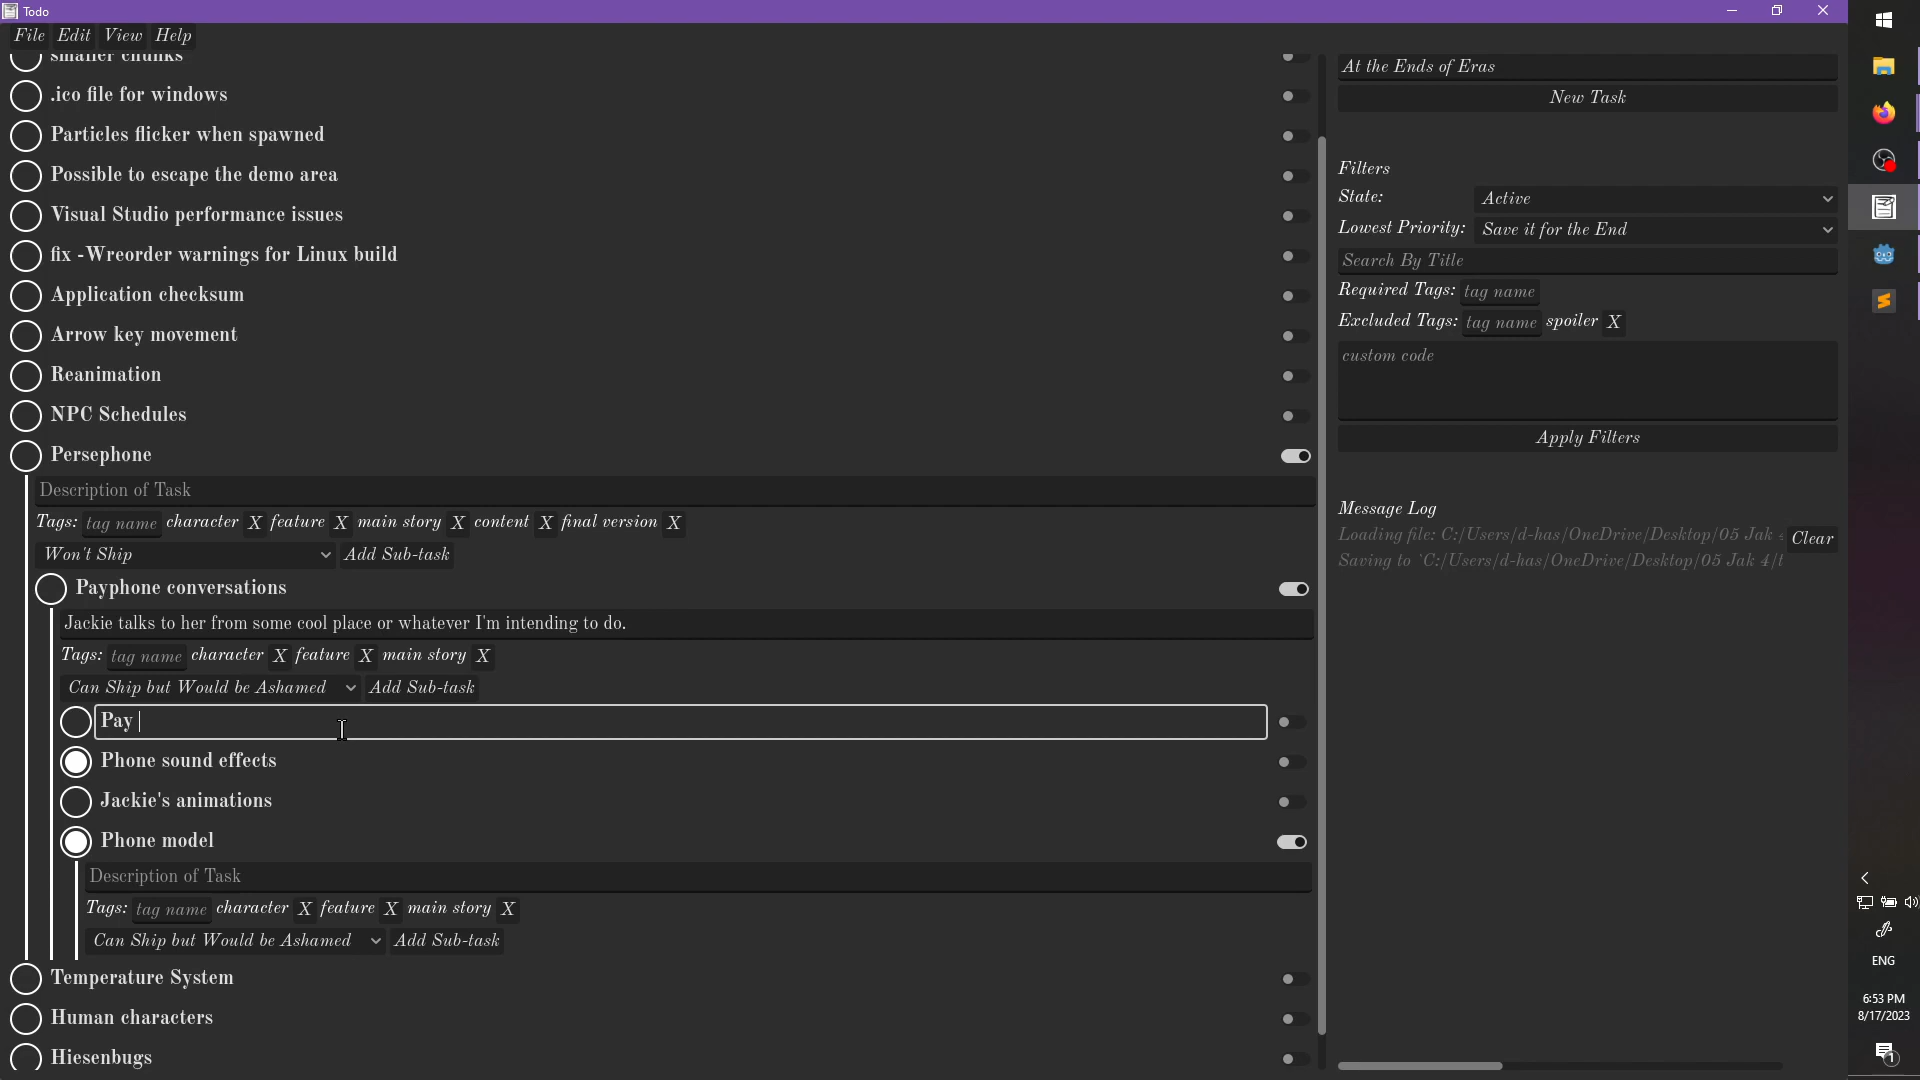 Todo
File Edit View Help
smaller chunks
.ico file for windows
Particles flicker when spawned
Possible to escape the demo area
Visual Studio performance issues
fix -Wreorder warnings for Linux build
Application checksum
Arrow key movement
Reanimation
NPC Schedules
Persephone
Description of Task
Tags: tag name character X feature X main story X content X final version X
Won't Ship Add Sub-task
Payphone conversations
Jackie talks to her from some cool place or whatever I'm intending to do.
Tags: tag name character X feature X main story X
Can Ship but Would be Ashamed Add Sub-task
Pay
Phone sound effects
Jackie's animations
Phone model
Description of Task
Tags: tag name character X feature X main story X
Can Ship but Would be Ashamed Add Sub-task
Temperature System
Human characters
Hiesenbugs
At the Ends of Eras
New Task
Filters
State: Active
Lowest Priority: Save it for the End
Search By Title
Required Tags: tag name
Excluded Tags: tag name spoiler X
custom code
Apply Filters
Message Log
Loading file: C:/Users/d-has/OneDrive/Desktop/05 Jak 4
Clear
Saving to `C:/Users/d-has/OneDrive/Desktop/05 Jak 4/t
ENG
6:53 PM
8/17/2023
1